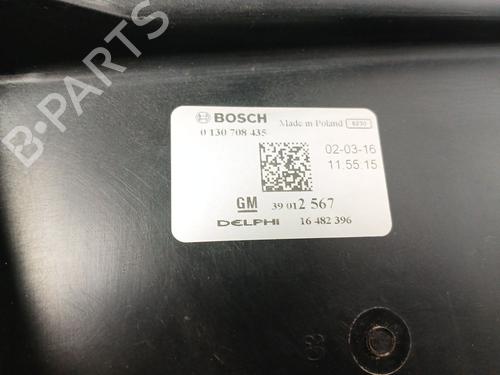 B-PARTS
BOSCH Made in Poland 6230
0 130 708 435
02-03-16
11.55.15
GM 39 012 567
DELPHI 16 482 396